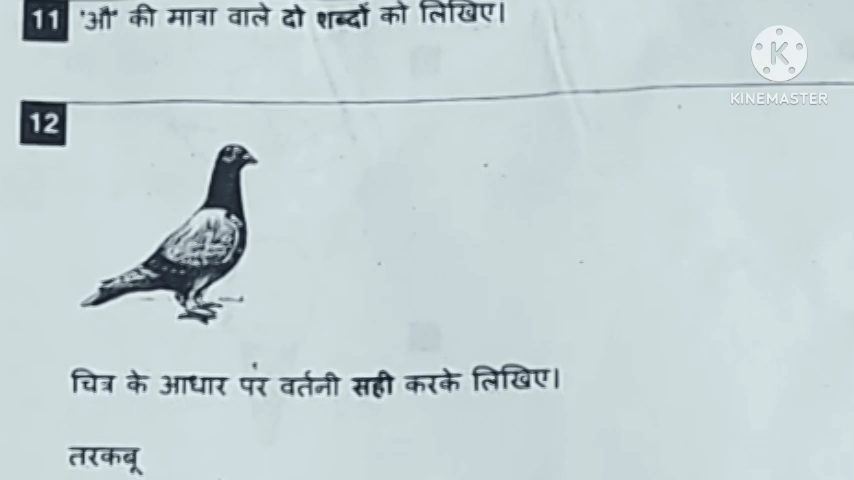 11 'औ' की मात्रा वाले दो शब्दों को लिखिए।
KINEMASTER
12
चित्र के आधार पर वर्तनी सही करके लिखिए।
तरकबू